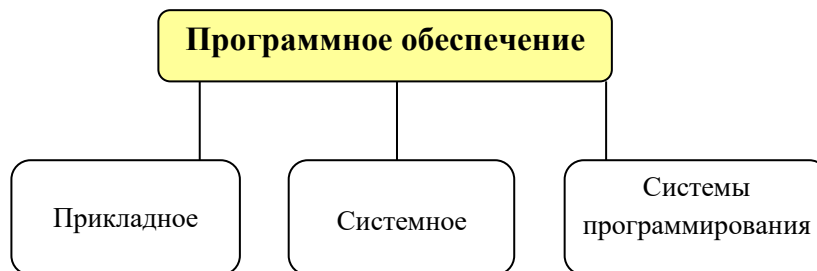 Программное обеспечение
Прикладное
Системное
Системы
программирования